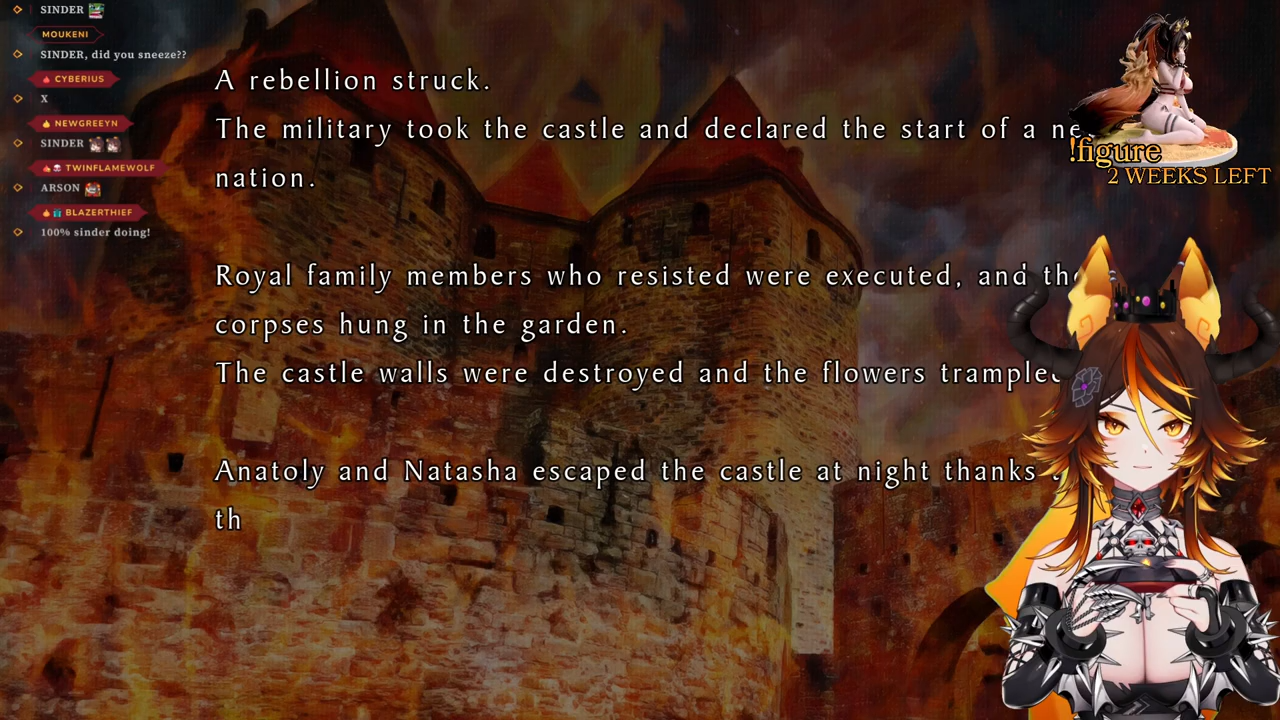 SINDER
MOUKENI
SINDER, did you sneeze??
CYBERIUS
X
NEWGREEYN
SINDER
TWINFLAMEWOLF
ARSON
BLAZERTHIEF
100% sinder doing!
A rebellion struck.
The military took the castle and declared the start of a
nation.
Royal family members who resisted were executed, and
corpses hung in the garden.
The castle walls were destroyed and the flowers
Anatoly and Natasha escaped the castle at night thanks
th
!figure
2 WEEKS LEFT